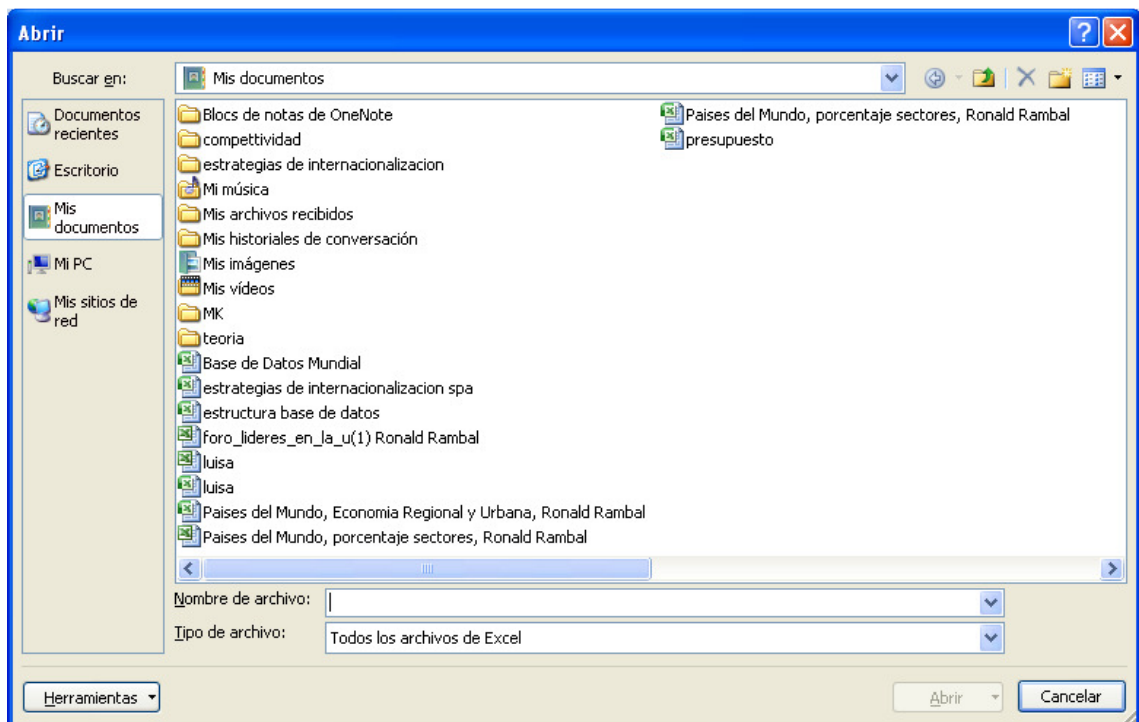 Abrir
Buscar en:
Mis documentos
Documentos
recientes
Escritorio
Mis
documentos
Mi PC
Mis sitios de
red
Blocs de notas de OneNote
compettividad
estrategias de internacionalizacion
Mi música
Mis archivos recibidos
Mis historiales de conversación
Mis imágenes
Mis vídeos
MK
teoria
Base de Datos Mundial
estrategias de internacionalizacion spa
estructura base de datos
foro_lideres_en_la_u(1) Ronald Rambal
luisa
luisa
Paises del Mundo, Economia Regional y Urbana, Ronald Rambal
Paises del Mundo, porcentaje sectores, Ronald Rambal
Paises del Mundo, porcentaje sectores, Ronald Rambal
presupuesto
Nombre de archivo:
Tipo de archivo:
Todos los archivos de Excel
Herramientas
Abrir
Cancelar